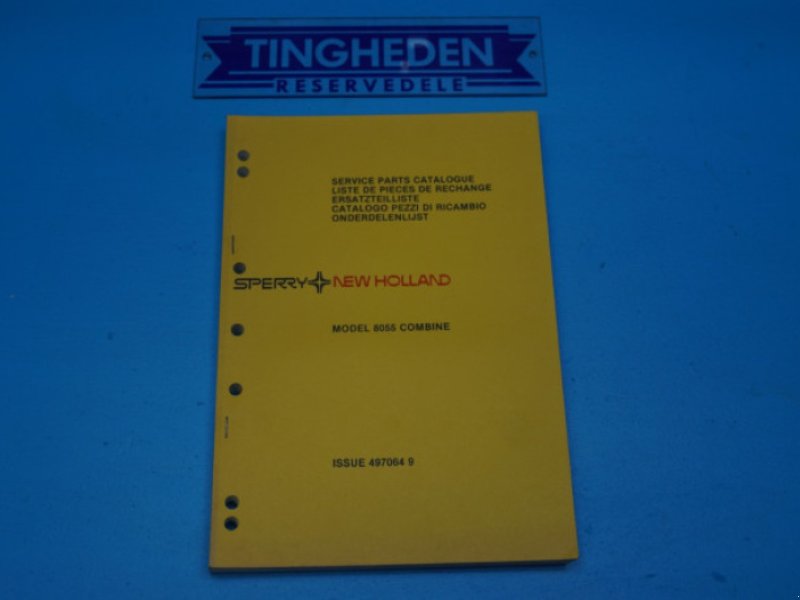 TINGHEDEN
RESERVEDELE
SERVICE PARTS CATALOGUE
LISTE DE PIECES DE RECHANGE
ERSATZTEILLISTE
CATALOGO PEZZI DI RICAMBIO
ONDERDELENLIJST
SPERRY NEW HOLLAND
MODEL 8055 COMBINE
ISSUE 497064 9